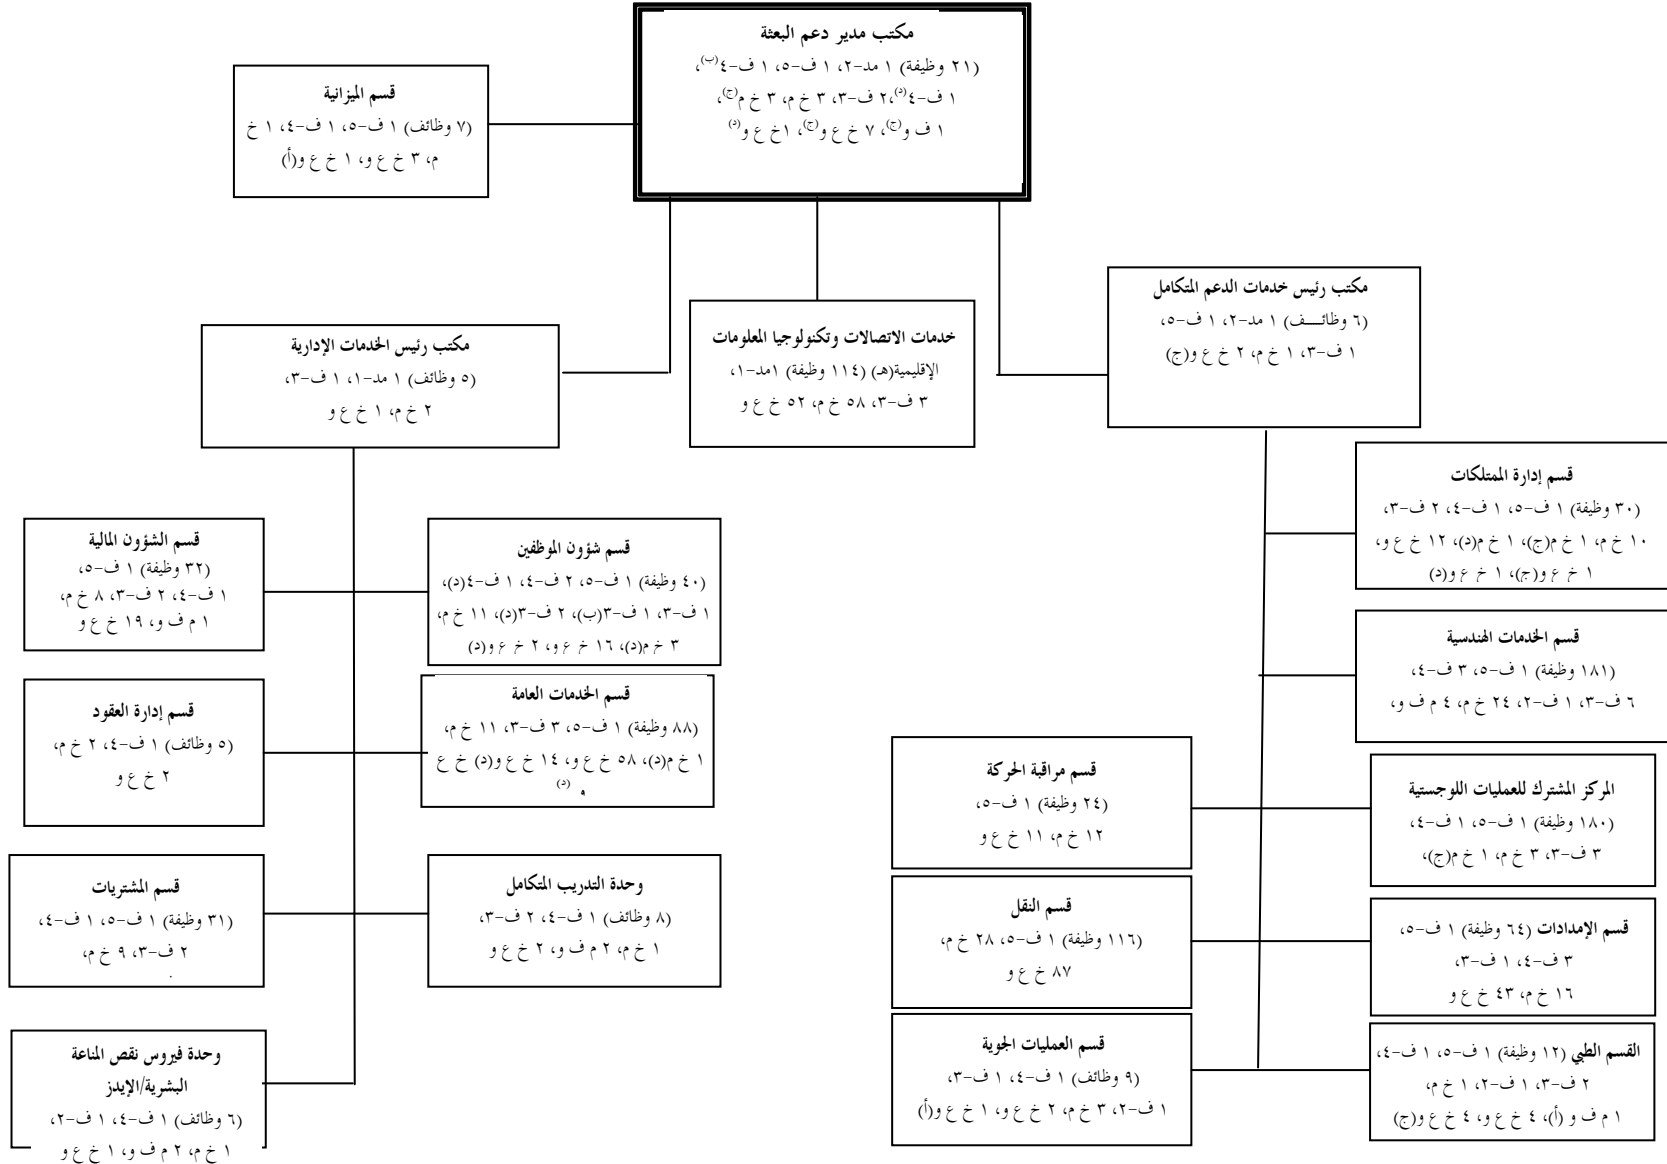 مكتب مدير دعم البعثة
(٢١ وظيفة) ١ مد-٢، ١ ف-٥، ١ ف-٤(ب)،
١ ف-٤(د)،٢ ف-٣، ٣ خ م، ٣ خ م(ج)،
١ ف و(ج)، ٧ خ ع و(ج)، ١خ ع و(د)
قسم الميزانية
(٧ وظائف) ١ ف-٥، ١ ف-٤، ١ خ
م، ٣ خ ع و، ١ خ ع و(أ)
مكتب رئيس خدمات الدعم المتكامل
(٦ وظائــــف) ١ مد-٢، ١ ف-٥،
١ ف-٣، ١ خ م، ٢ خ ع و(ج)
خدمات الاتصالات وتكنولوجيا المعلومات
الإقليمية(هـ) (١١٤ وظيفة) ١مد-١،
٣ ف-٣، ٥٨ خ م، ٥٢ خ ع و
مكتب رئيس الخدمات الإدارية
(٥ وظائف) ١ مد-١، ١ ف-٣،
٢ خ م، ١ خ ع و
قسم إدارة الممتلكات
(٣٠ وظيفة) ١ ف-٥، ١ ف-٤، ٢ ف-٣،
١٠ خ م، ١ خ م(ج)، ١ خ م(د)، ١٢ خ ع و،
١ خ ع و(ج)، ١ خ ع و(د)
قسم الخدمات الهندسية
(١٨١ وظيفة) ١ ف-٥، ٣ ف-٤،
٦ ف-٣، ١ ف-٢، ٢٤ خ م، ٤ م ف و،
المركز المشترك للعمليات اللوجستية
(١٨٠ وظيفة) ١ ف-٥، ١ ف-٤،
٣ ف-٣، ٣ خ م، ١ خ م(ج)،
قسم مراقبة الحركة
(٢٤ وظيفة) ١ ف-٥،
١٢ خ م، ١١ خ ع و
قسم الإمدادات (٦٤ وظيفة) ١ ف-٥،
٣ ف-٤، ١ ف-٣،
١٦ خ م، ٤٣ خ ع و
قسم النقل
(١١٦ وظيفة) ١ ف-٥، ٢٨ خ م،
٨٧ خ ع و
القسم الطبي (١٢ وظيفة) ١ ف-٥، ١ ف-٤،
٢ ف-٣، ١ ف-٢، ١ خ م،
١ م ف و (أ)، ٤ خ ع و، ٤ خ ع و(ج)
قسم العمليات الجوية
(٩ وظائف) ١ ف-٤، ١ ف-٣،
١ ف-٢، ٣ خ م، ٢ خ ع و، ١ خ ع و(أ)
قسم شؤون الموظفين
(٤٠ وظيفة) ١ ف-٥، ٢ ف-٤، ١ ف-٤(د)،
١ ف-٣، ١ ف-٣(ب)، ٢ ف-٣(د)، ١١ خ م،
٣ خ م(د)، ١٦ خ ع و، ٢ خ ع و(د)
قسم الشؤون المالية
(٣٢ وظيفة) ١ ف-٥،
١ ف-٤، ٢ ف-٣، ٨ خ م،
١ م ف و، ١٩ خ ع و
قسم الخدمات العامة
(٨٨ وظيفة) ١ ف-٥، ٣ ف-٣، ١١ خ م،
١ خ م(د)، ٥٨ خ ع و، ١٤ خ ع و(د) خ ع
و (د)
قسم إدارة العقود
(٥ وظائف) ١ ف-٤، ٢ خ م،
٢ خ ع و
وحدة التدريب المتكامل
(٨ وظائف) ١ ف-٤، ٢ ف-٣،
١ خ م، ٢ م ف و، ٢ خ ع و
قسم المشتريات
(٣١ وظيفة) ١ ف-٥، ١ ف-٤،
٢ ف-٣، ٩ خ م،
وحدة فيروس نقص المناعة
البشرية/الإيدز
(٦ وظائف) ١ ف-٤، ١ ف-٢،
١ خ م، ٢ م ف و، ١ خ ع و